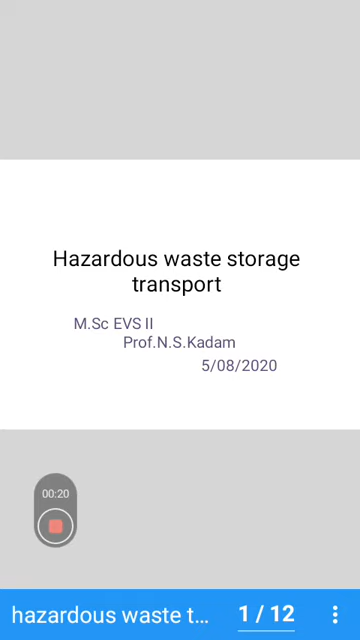 Hazardous waste storage
transport
M.Sc EVS II
Prof.N.S.Kadam
5/08/2020
00:20
hazardous waste t...
1 / 12